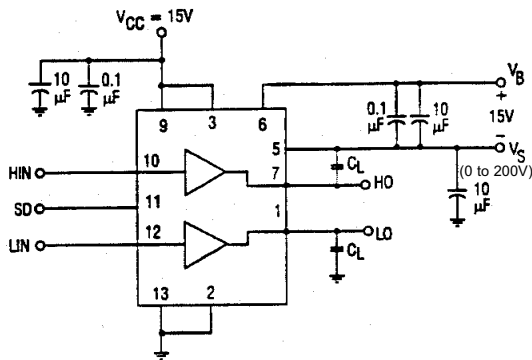 VCC = 15V
10 μF
0.1 μF
9
3
6
0.1 μF
10 μF
VB
+
15V
−
VS
(0 to 200V)
10 μF
5
CL
7
HO
HIN
10
SD
11
1
LIN
12
LO
CL
13
2